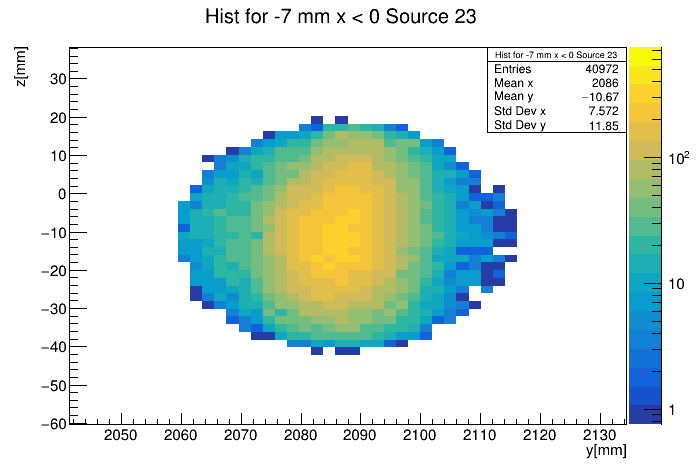 Hist for -7 mm x < 0 Source 23
z[mm]
Hist for -7 mm x < 0 Source 23
Entries 40972
Mean x 2086
Mean y −10.67
Std Dev x 7.572
Std Dev y 11.85
30
20
10
0
−10
−20
−30
−40
−50
−60
10²
10
1
2050 2060 2070 2080 2090 2100 2110 2120 2130
y[mm]